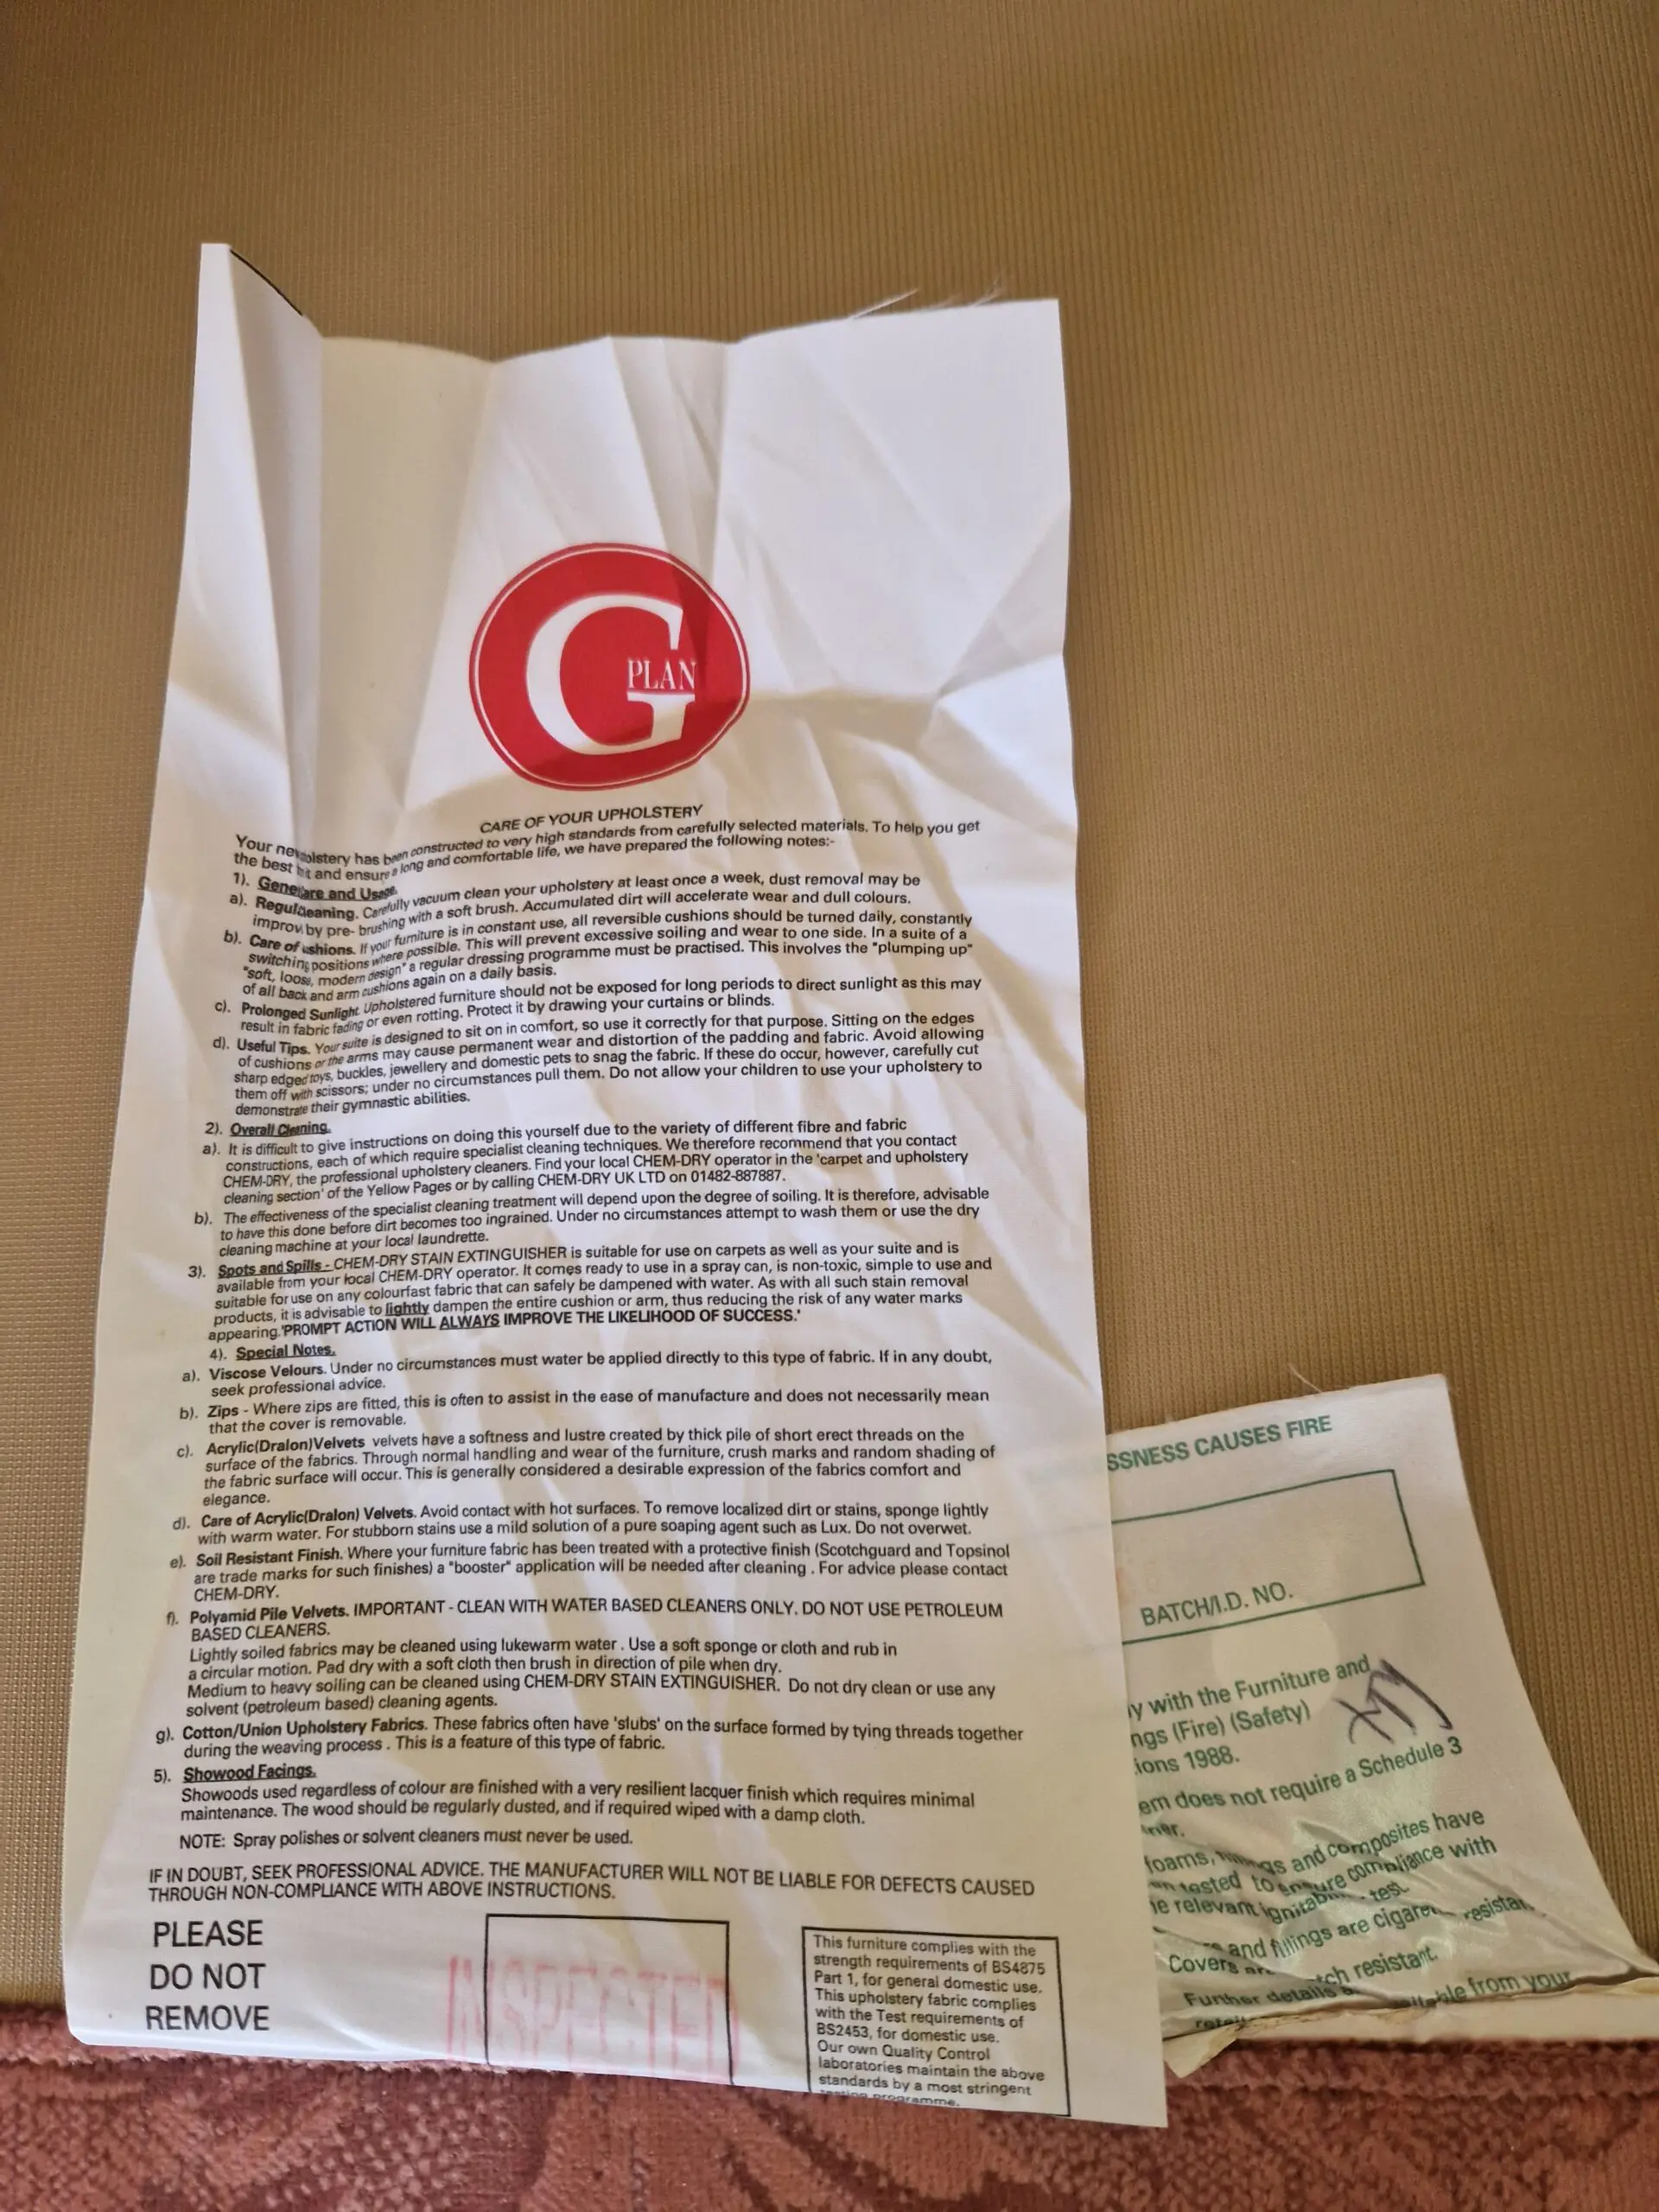 G
PLAN
CARE OF YOUR UPHOLSTERY
Your has been constructed to very high standards from carefully selected materials. To help you get
the best and ensure a long and comfortable life, we have prepared the following notes:-
1). and Usage.
a). Carefully vacuum clean your upholstery at least once a week, dust removal may be
by pre- brushing with a soft brush. Accumulated dirt will accelerate wear and dull colours.
b). Care of If your furniture is in constant use, all reversible cushions should be turned daily, constantly
switching positions where possible. This will prevent excessive soiling and wear to one side. In a suite of a
"soft, loose, modern design" a regular dressing programme must be practised. This involves the "plumping up"
of all back and arm cushions again on a daily basis.
c). Prolonged Sunlight. Upholstered furniture should not be exposed for long periods to direct sunlight as this may
result in fabric fading or even rotting. Protect it by drawing your curtains or blinds.
d). Useful Tips. Your suite is designed to sit on in comfort, so use it correctly for that purpose. Sitting on the edges
of cushions or the arms may cause permanent wear and distortion of the padding and fabric. Avoid allowing
sharp edged toys, buckles, jewellery and domestic pets to snag the fabric. If these do occur, however, carefully cut
them off with scissors; under no circumstances pull them. Do not allow your children to use your upholstery to
demonstrate their gymnastic abilities.
2). Overall Cleaning.
a). It is difficult to give instructions on doing this yourself due to the variety of different fibre and fabric
constructions, each of which require specialist cleaning techniques. We therefore recommend that you contact
CHEM-DRY, the professional upholstery cleaners. Find your local CHEM-DRY operator in the 'carpet and upholstery
cleaning section' of the Yellow Pages or by calling CHEM-DRY UK LTD on 01482-887887.
b). The effectiveness of the specialist cleaning treatment will depend upon the degree of soiling. It is therefore, advisable
to have this done before dirt becomes too ingrained. Under no circumstances attempt to wash them or use the dry
cleaning machine at your local laundrette.
3). Spots and Spills - CHEM-DRY STAIN EXTINGUISHER is suitable for use on carpets as well as your suite and is
available from your local CHEM-DRY operator. It comes ready to use in a spray can, is non-toxic, simple to use and
suitable for use on any colourfast fabric that can safely be dampened with water. As with all such stain removal
products, it is advisable to lightly dampen the entire cushion or arm, thus reducing the risk of any water marks
appearing.'PROMPT ACTION WILL ALWAYS IMPROVE THE LIKELIHOOD OF SUCCESS.'
4). Special Notes.
a). Viscose Velours. Under no circumstances must water be applied directly to this type of fabric. If in any doubt,
seek professional advice.
b). Zips - Where zips are fitted, this is often to assist in the ease of manufacture and does not necessarily mean
that the cover is removable.
c). Acrylic(Dralon)Velvets velvets have a softness and lustre created by thick pile of short erect threads on the
surface of the fabrics. Through normal handling and wear of the furniture, crush marks and random shading of
the fabric surface will occur. This is generally considered a desirable expression of the fabrics comfort and
elegance.
d). Care of Acrylic(Dralon) Velvets. Avoid contact with hot surfaces. To remove localized dirt or stains, sponge lightly
with warm water. For stubborn stains use a mild solution of a pure soaping agent such as Lux. Do not overwet.
e). Soil Resistant Finish. Where your furniture fabric has been treated with a protective finish (Scotchguard and Topsinol
are trade marks for such finishes) a "booster" application will be needed after cleaning . For advice please contact
CHEM-DRY.
f). Polyamid Pile Velvets. IMPORTANT - CLEAN WITH WATER BASED CLEANERS ONLY. DO NOT USE PETROLEUM
BASED CLEANERS.
Lightly soiled fabrics may be cleaned using lukewarm water . Use a soft sponge or cloth and rub in
a circular motion. Pad dry with a soft cloth then brush in direction of pile when dry.
Medium to heavy soiling can be cleaned using CHEM-DRY STAIN EXTINGUISHER. Do not dry clean or use any
solvent (petroleum based) cleaning agents.
g). Cotton/Union Upholstery Fabrics. These fabrics often have 'slubs' on the surface formed by tying threads together
during the weaving process . This is a feature of this type of fabric.
5). Showood Facings.
Showoods used regardless of colour are finished with a very resilient lacquer finish which requires minimal
maintenance. The wood should be regularly dusted, and if required wiped with a damp cloth.
NOTE: Spray polishes or solvent cleaners must never be used.
IF IN DOUBT, SEEK PROFESSIONAL ADVICE. THE MANUFACTURER WILL NOT BE LIABLE FOR DEFECTS CAUSED
THROUGH NON-COMPLIANCE WITH ABOVE INSTRUCTIONS.
PLEASE
DO NOT
REMOVE
INSPECTED
This furniture complies with the
strength requirements of BS4875
Part 1, for general domestic use.
This upholstery fabric complies
with the Test requirements of
BS2453, for domestic use.
Our own Quality Control
laboratories maintain the above
standards by a most stringent
testing programme.
SSNESS CAUSES FIRE
BATCH/I.D. NO.
y with the Furniture and
ngs (Fire) (Safety)
ions 1988.
em does not require a Schedule 3
foams, and composites have
tested to ensure compliance with
relevant test.
and fillings are
Covers resistant.
Further details from your